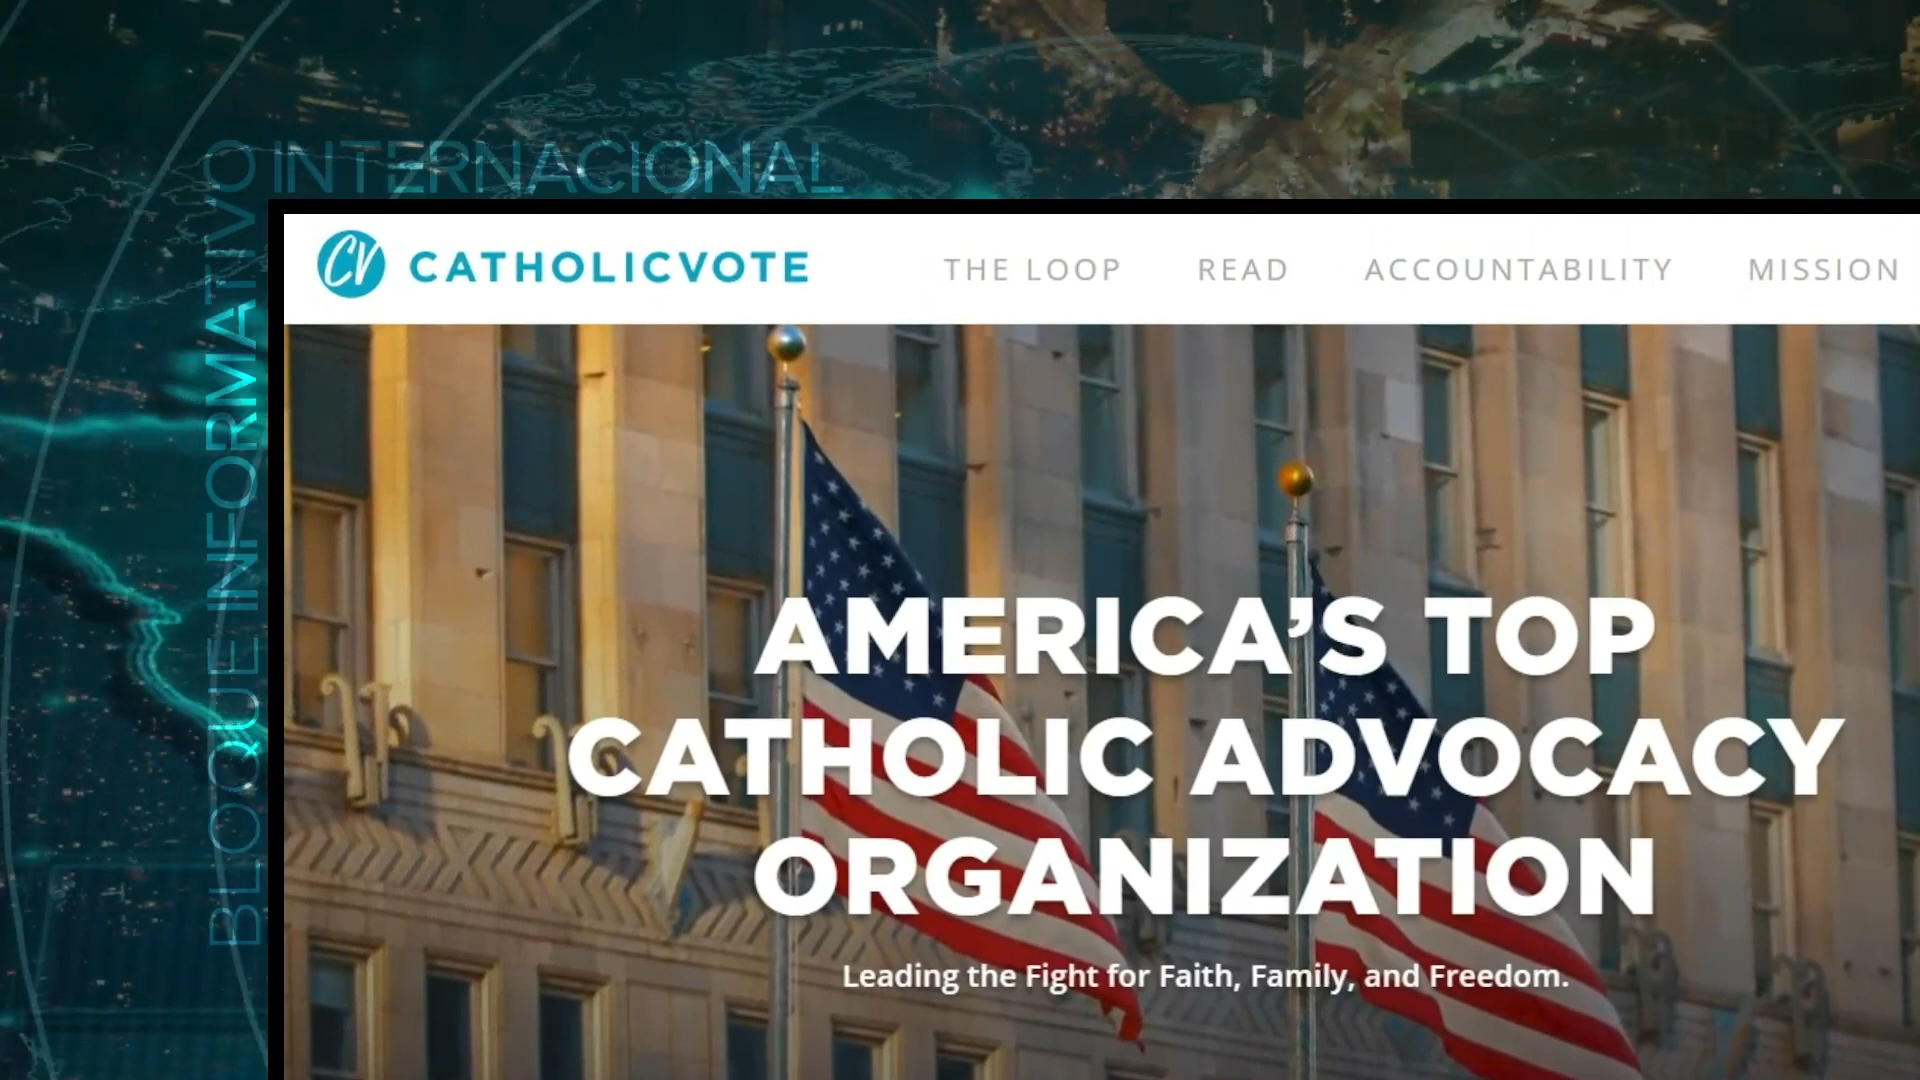 BLOQUE INFORMATIVO INTERNACIONAL
CV CATHOLICVOTE
THE LOOP
READ
ACCOUNTABILITY
MISSION
AMERICA'S TOP
CATHOLIC ADVOCACY
ORGANIZATION
Leading the Fight for Faith, Family, and Freedom.